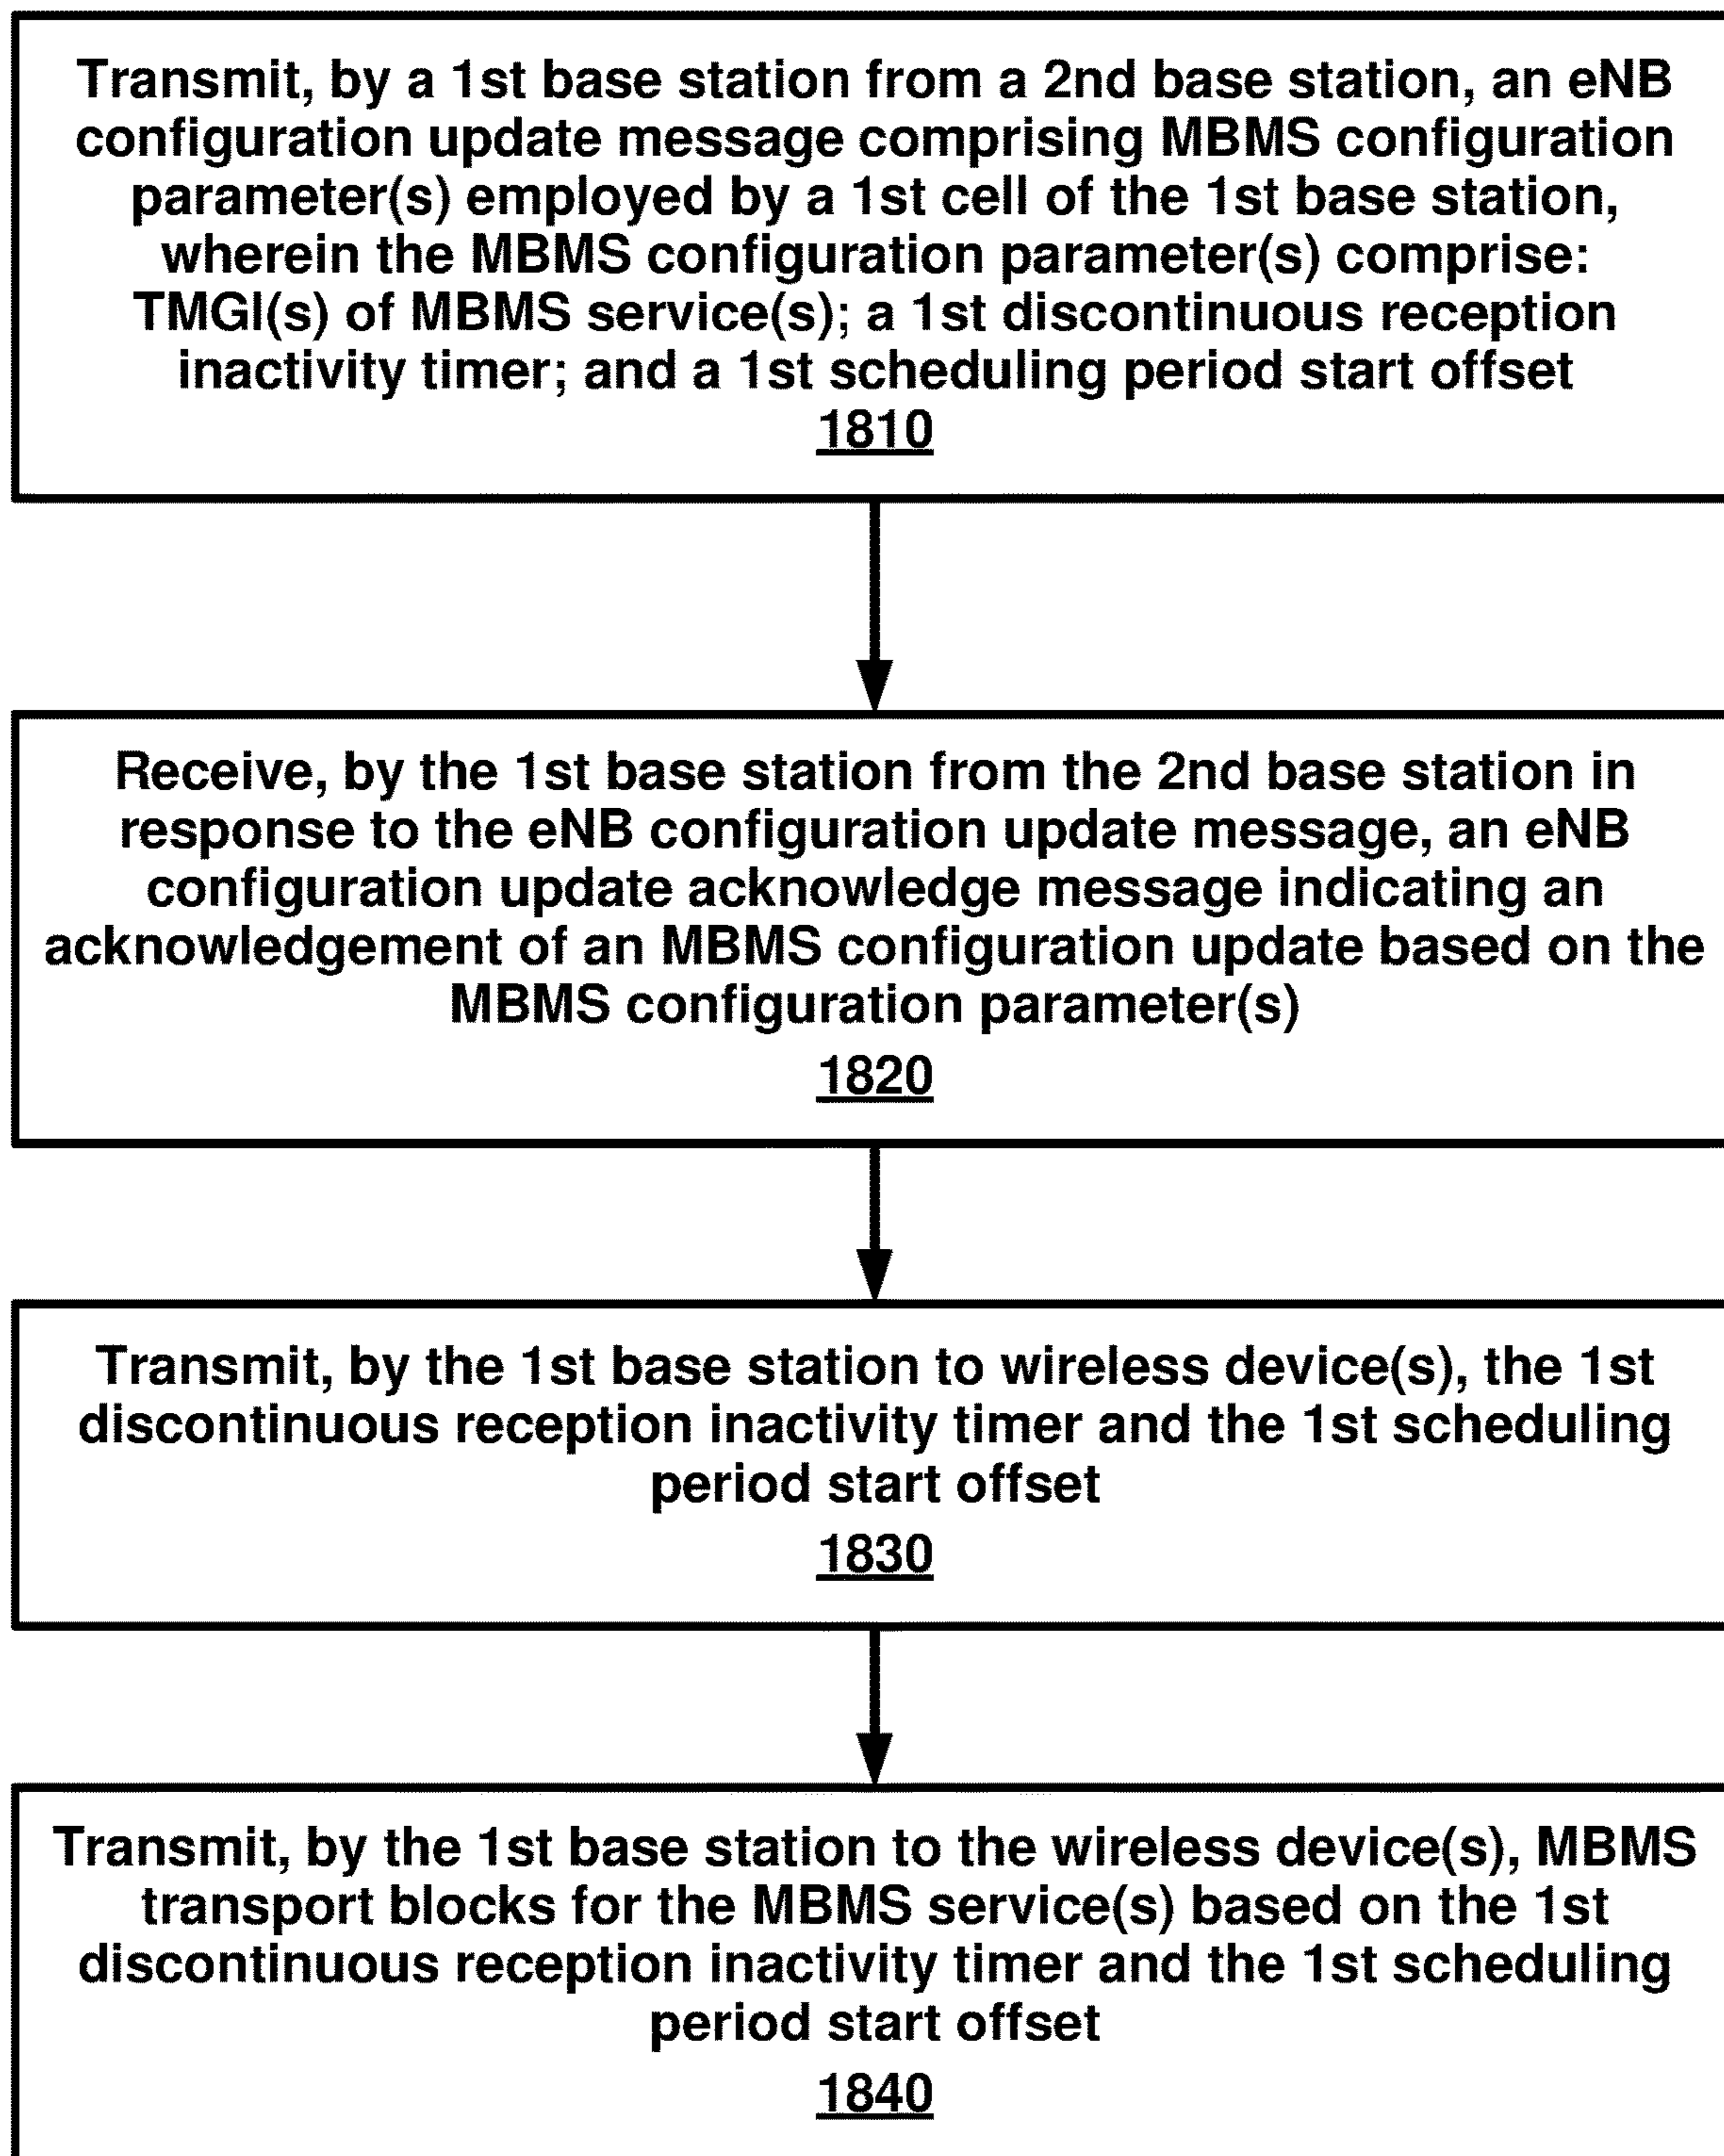 Transmit, by a 1st base station from a 2nd base station, an eNB
configuration update message comprising MBMS configuration
parameter(s) employed by a 1st cell of the 1st base station,
wherein the MBMS configuration parameter(s) comprise:
TMGI(s) of MBMS service(s); a 1st discontinuous reception
inactivity timer; and a 1st scheduling period start offset
1810
Receive, by the 1st base station from the 2nd base station in
response to the eNB configuration update message, an eNB
configuration update acknowledge message indicating an
acknowledgement of an MBMS configuration update based on the
MBMS configuration parameter(s)
1820
Transmit, by the 1st base station to wireless device(s), the 1st
discontinuous reception inactivity timer and the 1st scheduling
period start offset
1830
Transmit, by the 1st base station to the wireless device(s), MBMS
transport blocks for the MBMS service(s) based on the 1st
discontinuous reception inactivity timer and the 1st scheduling
period start offset
1840